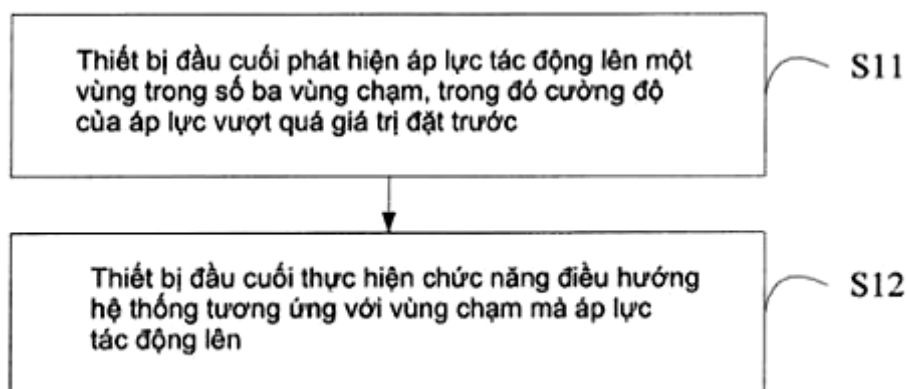 Thiết bị đầu cuối phát hiện áp lực tác động lên một
vùng trong số ba vùng chạm, trong đó cường độ
của áp lực vượt quá giá trị đặt trước
S11
Thiết bị đầu cuối thực hiện chức năng điều hướng
hệ thống tương ứng với vùng chạm mà áp lực
tác động lên
S12